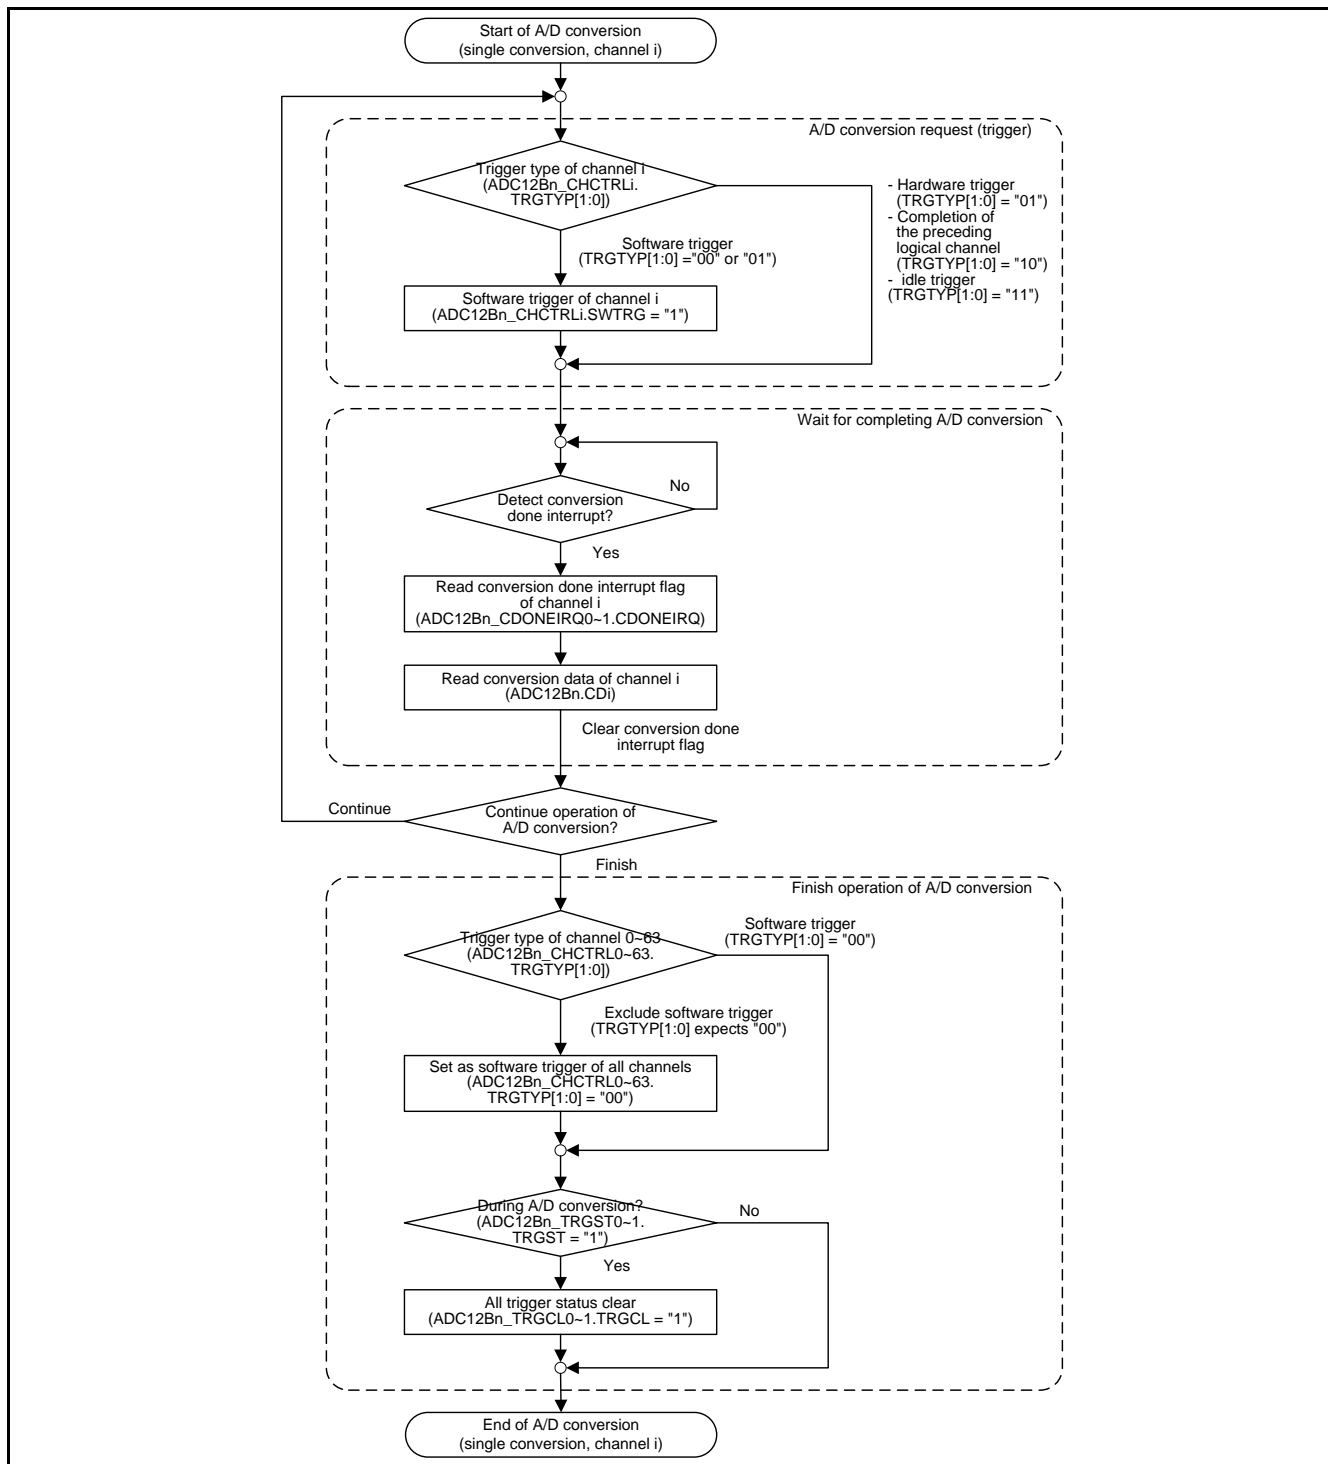 Start of A/D conversion
(single conversion, channel i)
A/D conversion request (trigger)
Trigger type of channel i
(ADC12Bn_CHCTRLi.
TRGTYP[1:0])
- Hardware trigger
(TRGTYP[1:0] = "01")
- Completion of
the preceding
logical channel
(TRGTYP[1:0] = "10")
- idle trigger
(TRGTYP[1:0] = "11")
Software trigger
(TRGTYP[1:0] ="00" or "01")
Software trigger of channel i
(ADC12Bn_CHCTRLi.SWTRG = "1")
Wait for completing A/D conversion
No
Detect conversion
done interrupt?
Yes
Read conversion done interrupt flag
of channel i
(ADC12Bn_CDONEIRQ0~1.CDONEIRQ)
Read conversion data of channel i
(ADC12Bn.CDi)
Clear conversion done
interrupt flag
Continue
Continue operation of
A/D conversion?
Finish
Finish operation of A/D conversion
Software trigger
(TRGTYP[1:0] = "00")
Trigger type of channel 0~63
(ADC12Bn_CHCTRL0~63.
TRGTYP[1:0])
Exclude software trigger
(TRGTYP[1:0] expects "00")
Set as software trigger of all channels
(ADC12Bn_CHCTRL0~63.
TRGTYP[1:0] = "00")
During A/D conversion?
(ADC12Bn_TRGST0~1.
TRGST = "1")
No
Yes
All trigger status clear
(ADC12Bn_TRGCL0~1.TRGCL = "1")
End of A/D conversion
(single conversion, channel i)